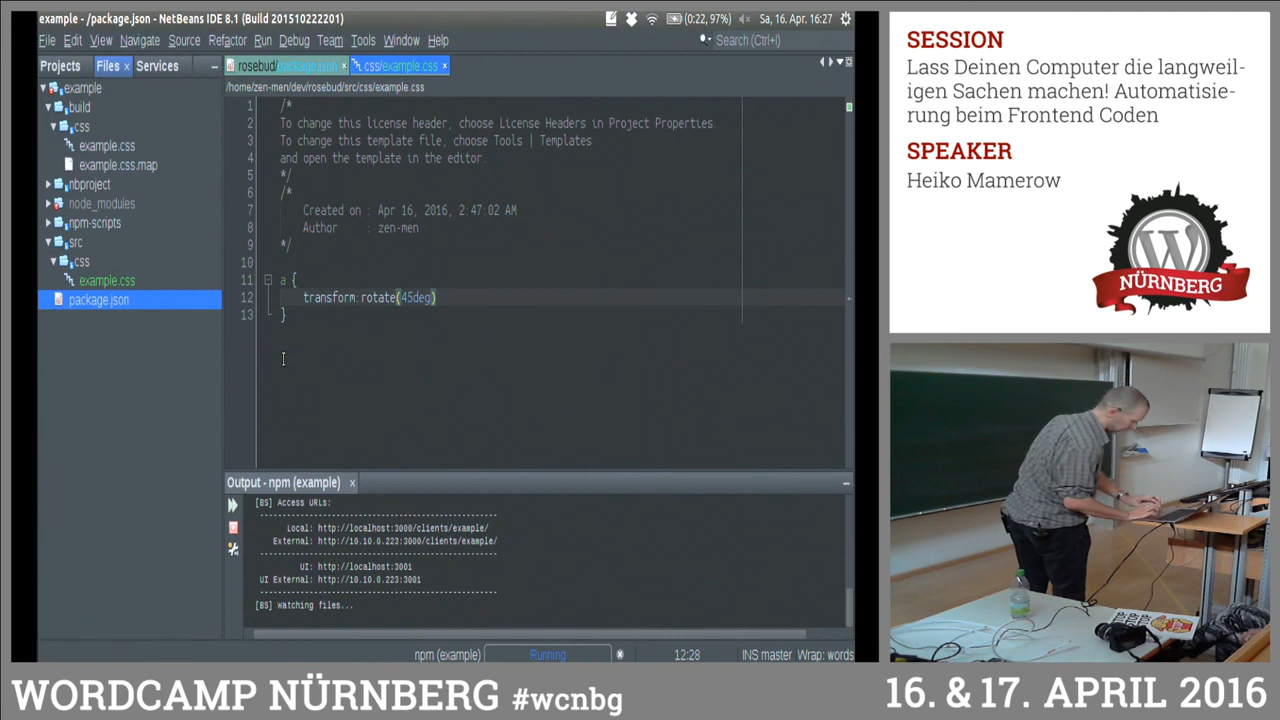 example - /package.json - NetBeans IDE 8.1 (Build 201510222201)
(0:22, 97%)
Sa, 16. Apr. 16:27
File Edit View Navigate Source Refactor Run Debug Team Tools Window Help
Search (Ctrl+I)
Projects Files × Services
rosebud/package.json × css/example.css ×
/home/zen-men/dev/rosebud/src/css/example.css
example
build
css
example.css
example.css.map
nbproject
node_modules
npm-scripts
src
css
example.css
package.json
1 /*
2 To change this license header, choose License Headers in Project Properties.
3 To change this template file, choose Tools | Templates
4 and open the template in the editor.
5 */
6 /*
7 Created on : Apr 16, 2016, 2:47:02 AM
8 Author : zen-men
9 */
10
11 a {
12 transform:rotate(45deg)
13 }
Output - npm (example) ×
[BS] Access URLs:
--------------------------------------------------
Local: http://localhost:3000/clients/example/
External: http://10.10.0.223:3000/clients/example/
--------------------------------------------------
UI: http://localhost:3001
UI External: http://10.10.0.223:3001
--------------------------------------------------
[BS] Watching files...
npm (example) Running 12:28 INS master Wrap: words
SESSION
Lass Deinen Computer die langweil-
igen Sachen machen! Automatisie-
rung beim Frontend Coden
SPEAKER
Heiko Mamerow
W
NÜRNBERG
WORDCAMP NÜRNBERG #wcnbg
16. & 17. APRIL 2016